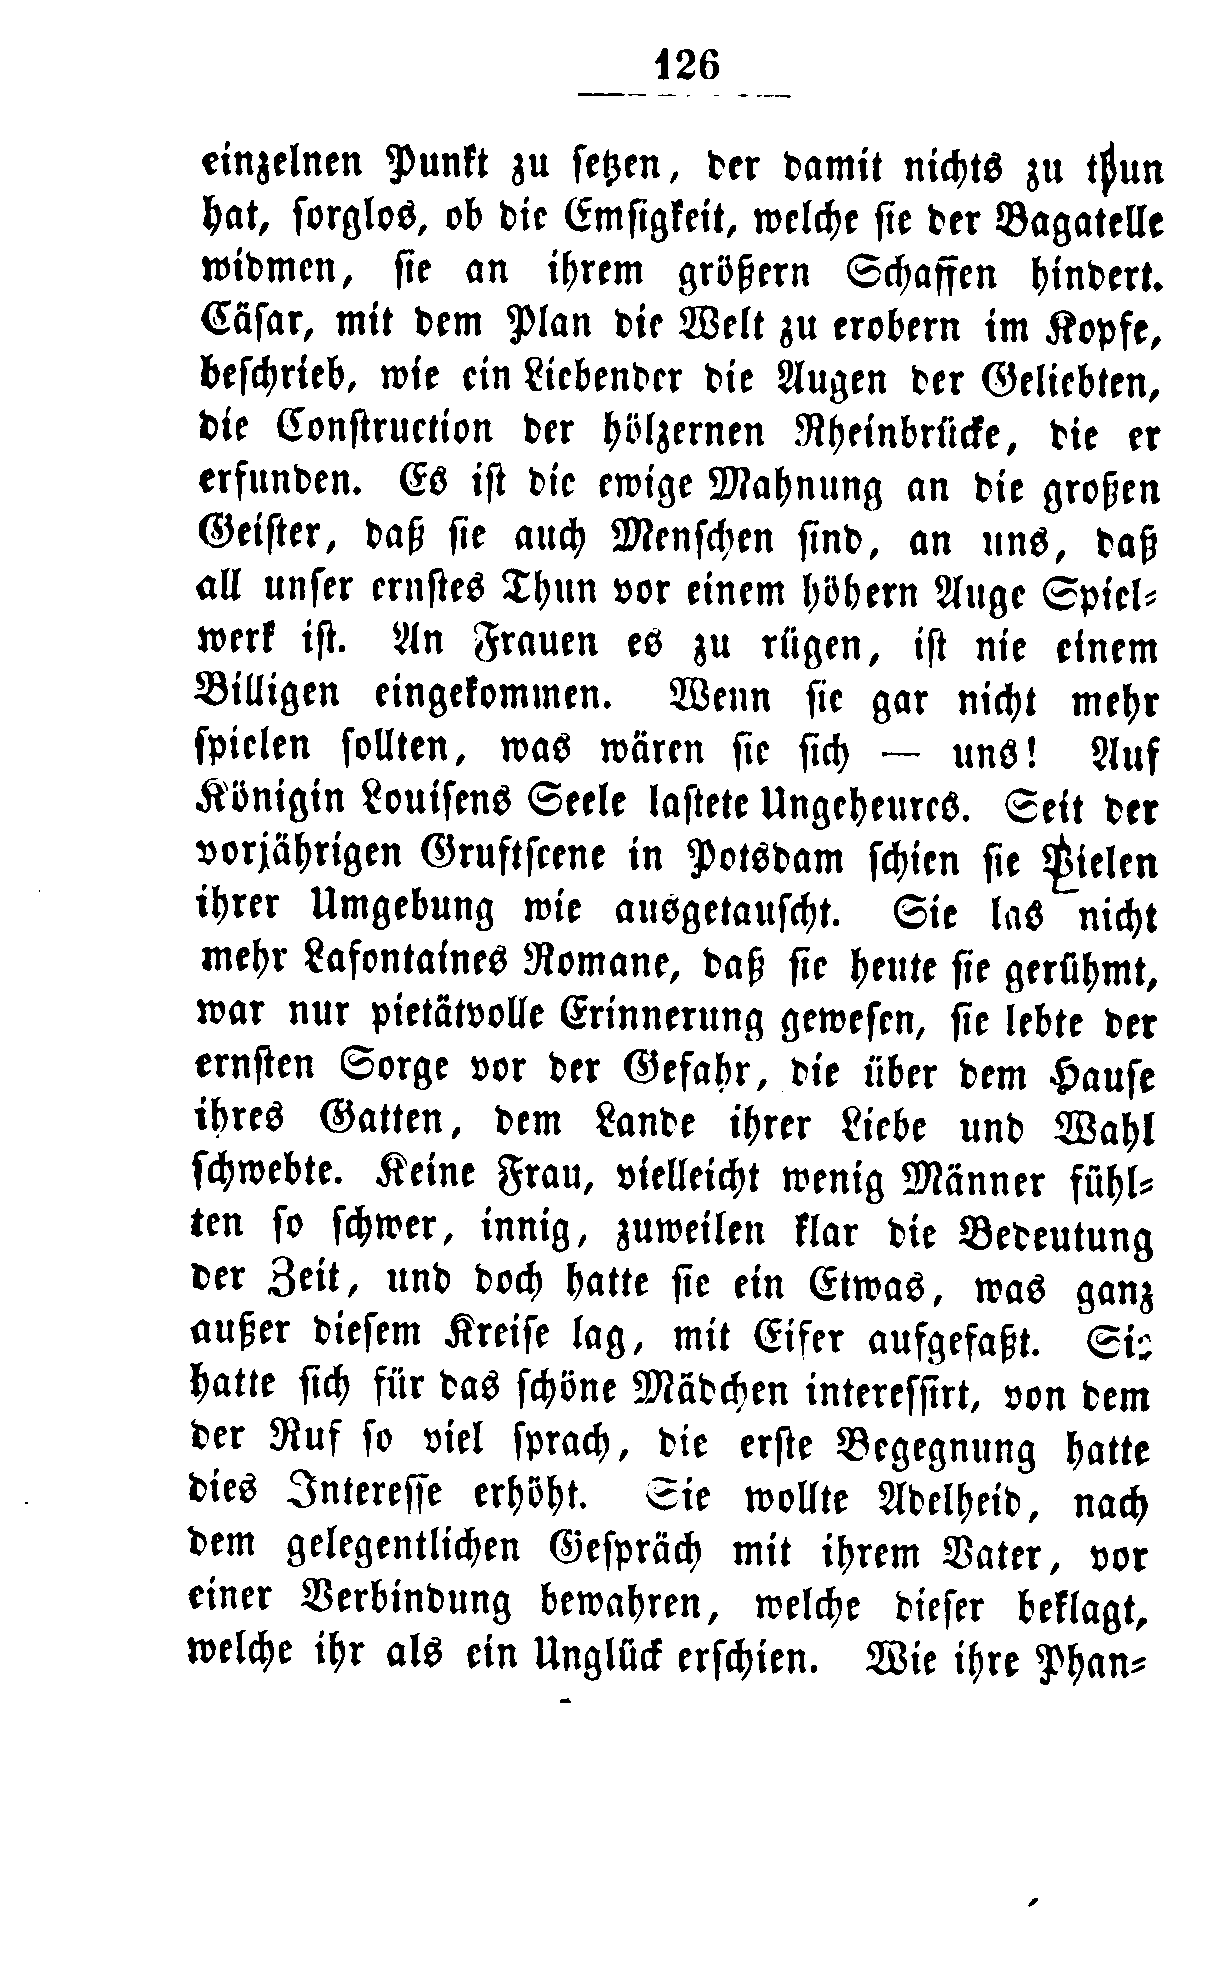 126
einzelnen Punkt zu setzen, der damit nichts zu thun
hat, sorglos, ob die Emsigkeit, welche sie der Bagatelle
widmen, sie an ihrem größern Schaffen hindert.
Cäsar, mit dem Plan die Welt zu erobern im Kopfe,
beschrieb, wie ein Liebender die Augen der Geliebten,
die Construction der hölzernen Rheinbrücke, die er
erfunden. Es ist die ewige Mahnung an die großen
Geister, daß sie auch Menschen sind, an uns, daß
all unser ernstes Thun vor einem höhern Auge Spiel-
werk ist. An Frauen es zu rügen, ist nie einem
Billigen eingekommen. Wenn sie gar nicht mehr
spielen sollten, was wären sie sich — uns! Auf
Königin Louisens Seele lastete Ungeheures. Seit der
vorjährigen Gruftscene in Potsdam schien sie Vielen
ihrer Umgebung wie ausgetauscht. Sie las nicht
mehr Lafontaines Romane, daß sie heute sie gerühmt,
war nur pietätvolle Erinnerung gewesen, sie lebte der
ernsten Sorge vor der Gefahr, die über dem Hause
ihres Gatten, dem Lande ihrer Liebe und Wahl
schwebte. Keine Frau, vielleicht wenig Männer fühl-
ten so schwer, innig, zuweilen klar die Bedeutung
der Zeit, und doch hatte sie ein Etwas, was ganz
außer diesem Kreise lag, mit Eifer aufgefaßt. Sie
hatte sich für das schöne Mädchen interessirt, von dem
der Ruf so viel sprach, die erste Begegnung hatte
dies Interesse erhöht. Sie wollte Adelheid, nach
dem gelegentlichen Gespräch mit ihrem Vater, vor
einer Verbindung bewahren, welche dieser beklagt,
welche ihr als ein Unglück erschien. Wie ihre Phan-